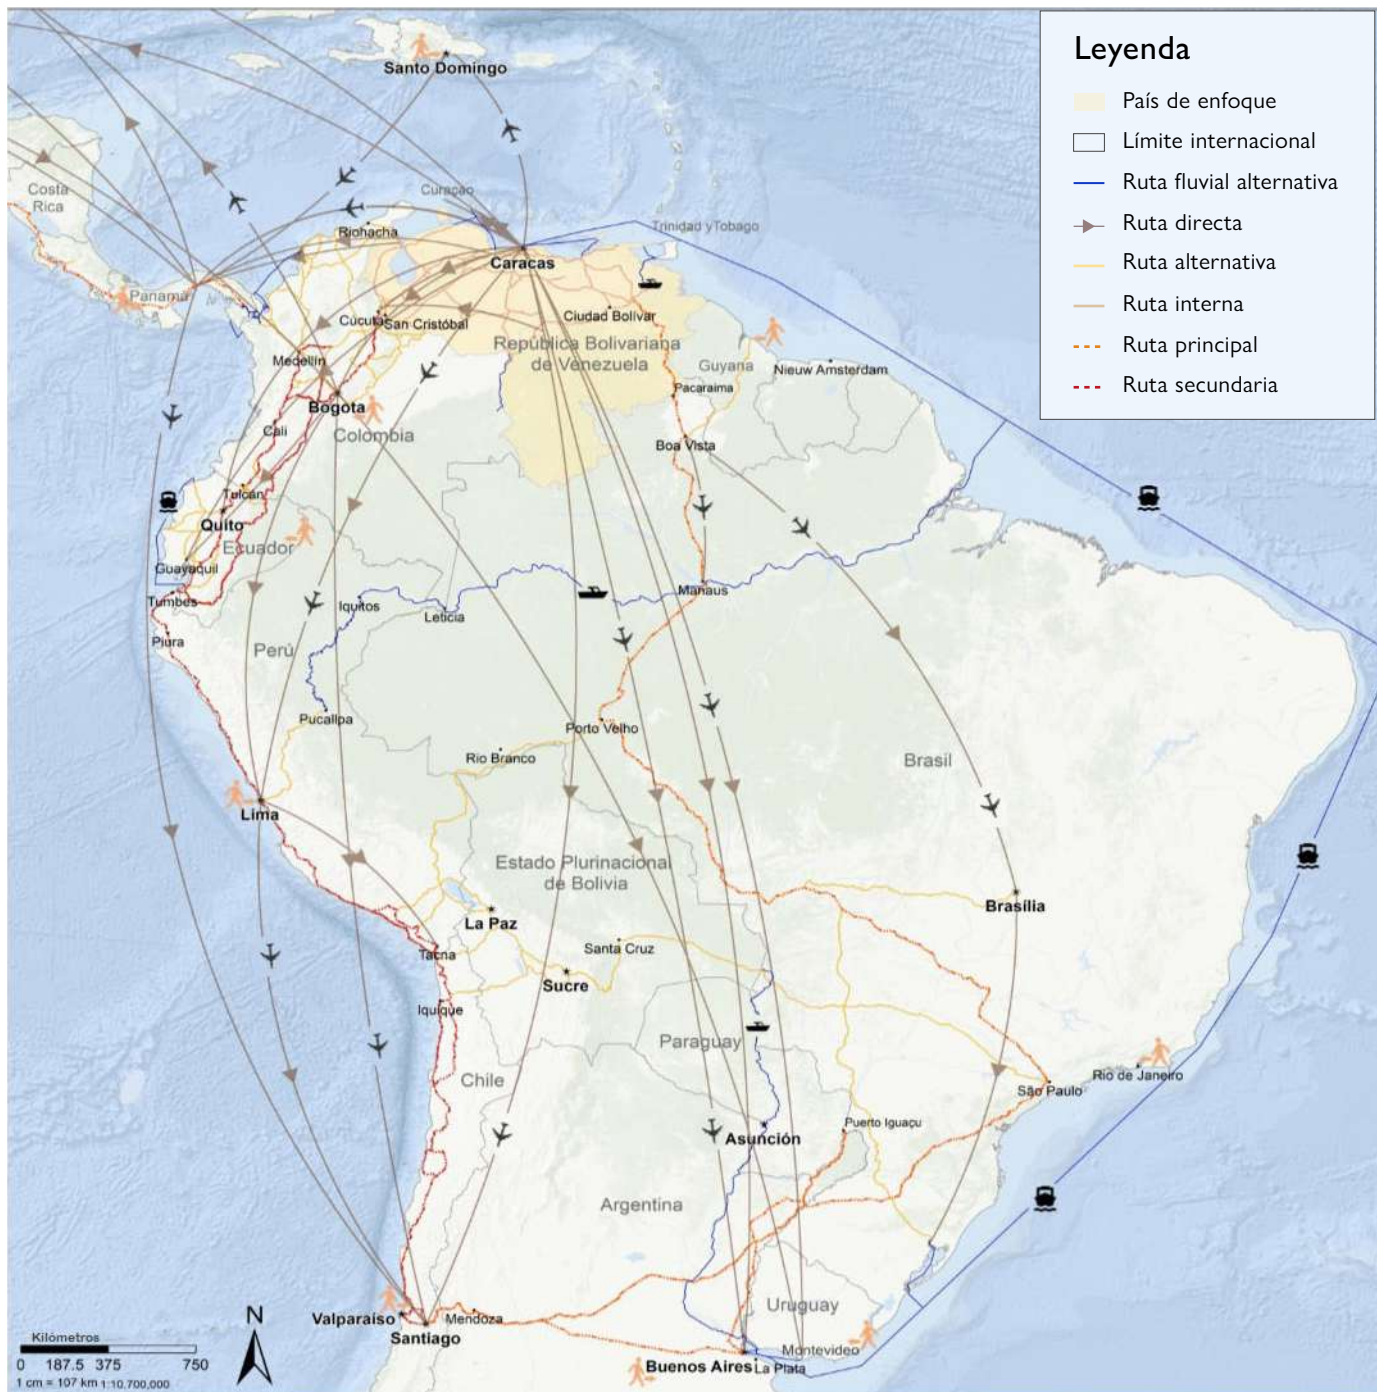 Leyenda
País de enfoque
Límite internacional
Ruta fluvial alternativa
Ruta directa
Ruta alternativa
Ruta interna
Ruta principal
Ruta secundaria
Santo Domingo
Costa
Rica
Curaçao
Riohacha
Trinidad yTobago
Caracas
Panamá
Cúcuta
San Cristóbal
Ciudad Bolívar
República Bolivariana
de Venezuela
Medellín
Guyana
Nieuw Amsterdam
Pacaraima
Bogota
Colombia
Cali
Boa Vista
Tulcán
Quito
Ecuador
Guayaquil
Tumbes
Iquitos
Leticia
Manaus
Piura
Perú
Pucallpa
Porto Velho
Rio Branco
Brasil
Lima
Estado Plurinacional
de Bolivia
Brasília
La Paz
Santa Cruz
Tacna
Sucre
Iquique
Paraguay
Chile
Rio de Janeiro
São Paulo
Puerto Iguaçu
Asunción
Argentina
Uruguay
Valparaíso
Mendoza
Santiago
Montevideo
Buenos Aires
La Plata
N
Kilómetros
0 187.5 375 750
1 cm = 107 km 1:10,700,000